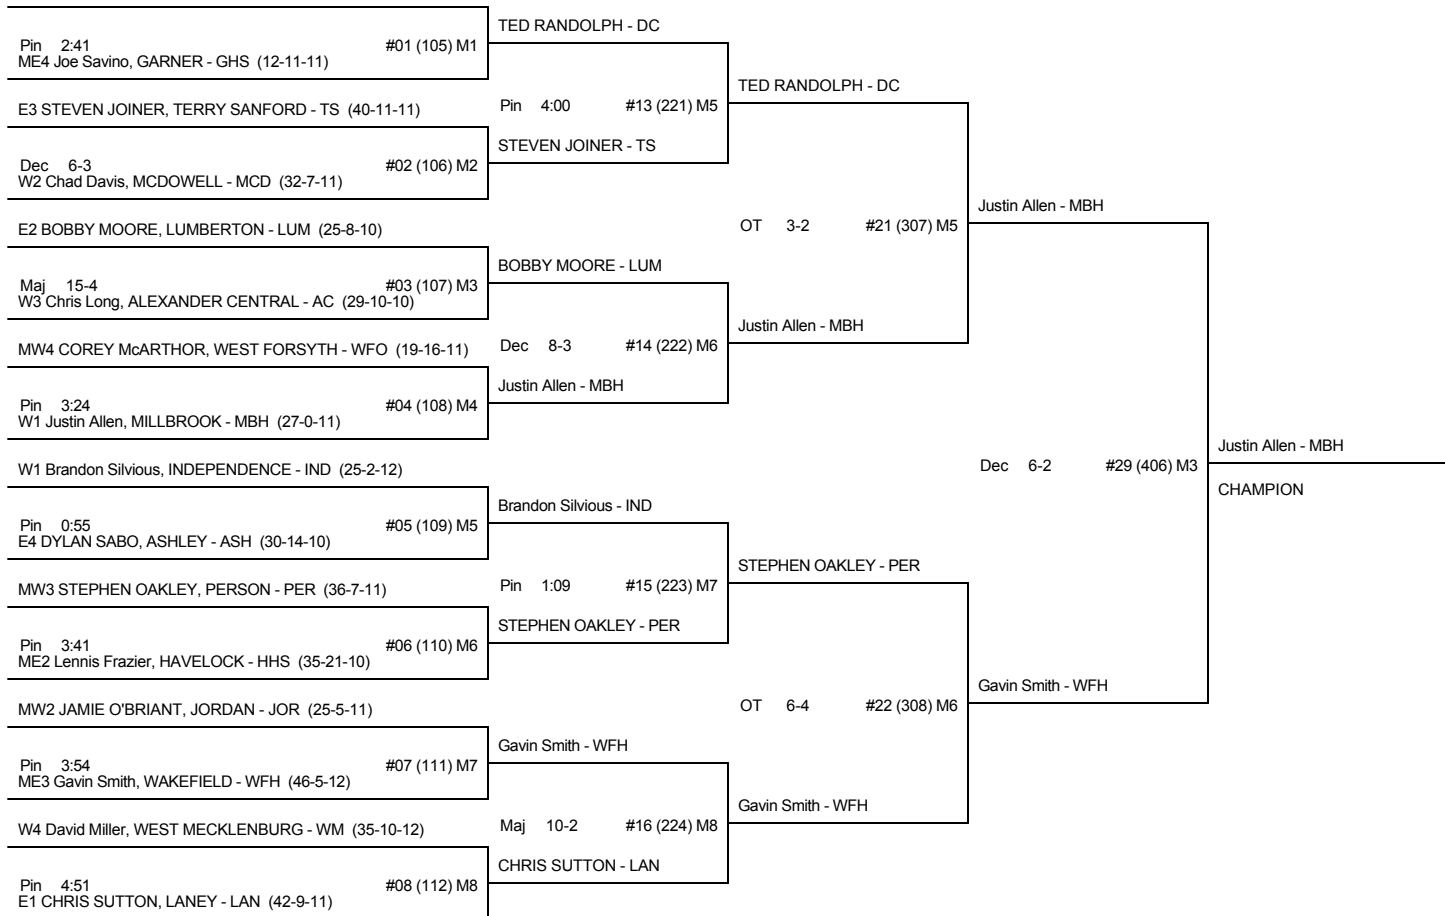 TED RANDOLPH - DC
Pin 2:41 #01 (105) M1
ME4 Joe Savino, GARNER - GHS (12-11-11)
TED RANDOLPH - DC
E3 STEVEN JOINER, TERRY SANFORD - TS (40-11-11)
Pin 4:00 #13 (221) M5
STEVEN JOINER - TS
Dec 6-3 #02 (106) M2
W2 Chad Davis, MCDOWELL - MCD (32-7-11)
Justin Allen - MBH
E2 BOBBY MOORE, LUMBERTON - LUM (25-8-10)
OT 3-2 #21 (307) M5
BOBBY MOORE - LUM
Maj 15-4 #03 (107) M3
W3 Chris Long, ALEXANDER CENTRAL - AC (29-10-10)
Justin Allen - MBH
MW4 COREY McARTHOR, WEST FORSYTH - WFO (19-16-11)
Dec 8-3 #14 (222) M6
Justin Allen - MBH
Pin 3:24 #04 (108) M4
W1 Justin Allen, MILLBROOK - MBH (27-0-11)
Justin Allen - MBH
W1 Brandon Silvious, INDEPENDENCE - IND (25-2-12)
Dec 6-2 #29 (406) M3
CHAMPION
Brandon Silvious - IND
Pin 0:55 #05 (109) M5
E4 DYLAN SABO, ASHLEY - ASH (30-14-10)
STEPHEN OAKLEY - PER
MW3 STEPHEN OAKLEY, PERSON - PER (36-7-11)
Pin 1:09 #15 (223) M7
STEPHEN OAKLEY - PER
Pin 3:41 #06 (110) M6
ME2 Lennis Frazier, HAVELOCK - HHS (35-21-10)
Gavin Smith - WFH
MW2 JAMIE O'BRIANT, JORDAN - JOR (25-5-11)
OT 6-4 #22 (308) M6
Gavin Smith - WFH
Pin 3:54 #07 (111) M7
ME3 Gavin Smith, WAKEFIELD - WFH (46-5-12)
Gavin Smith - WFH
W4 David Miller, WEST MECKLENBURG - WM (35-10-12)
Maj 10-2 #16 (224) M8
CHRIS SUTTON - LAN
Pin 4:51 #08 (112) M8
E1 CHRIS SUTTON, LANEY - LAN (42-9-11)